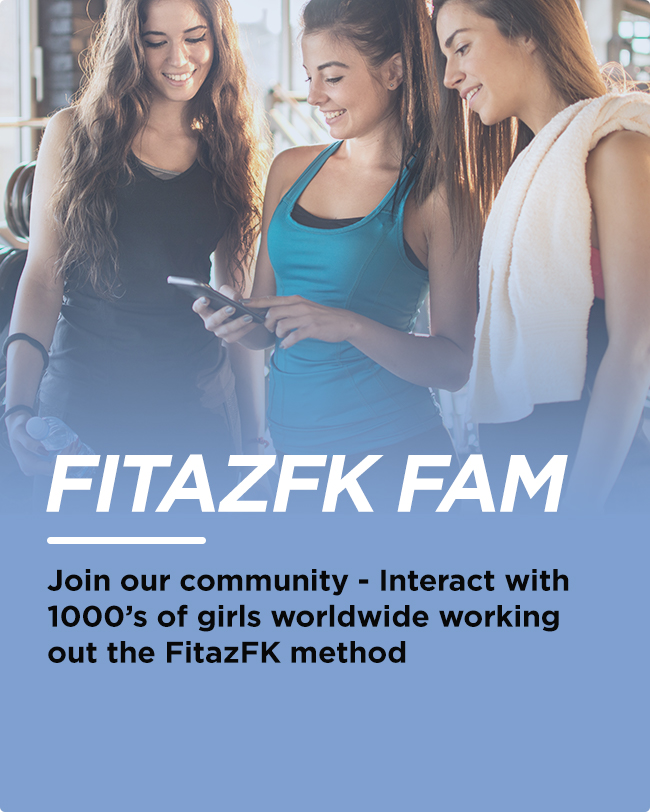 FITAZFK FAM
Join our community - Interact with
1000’s of girls worldwide working
out the FitazFK method